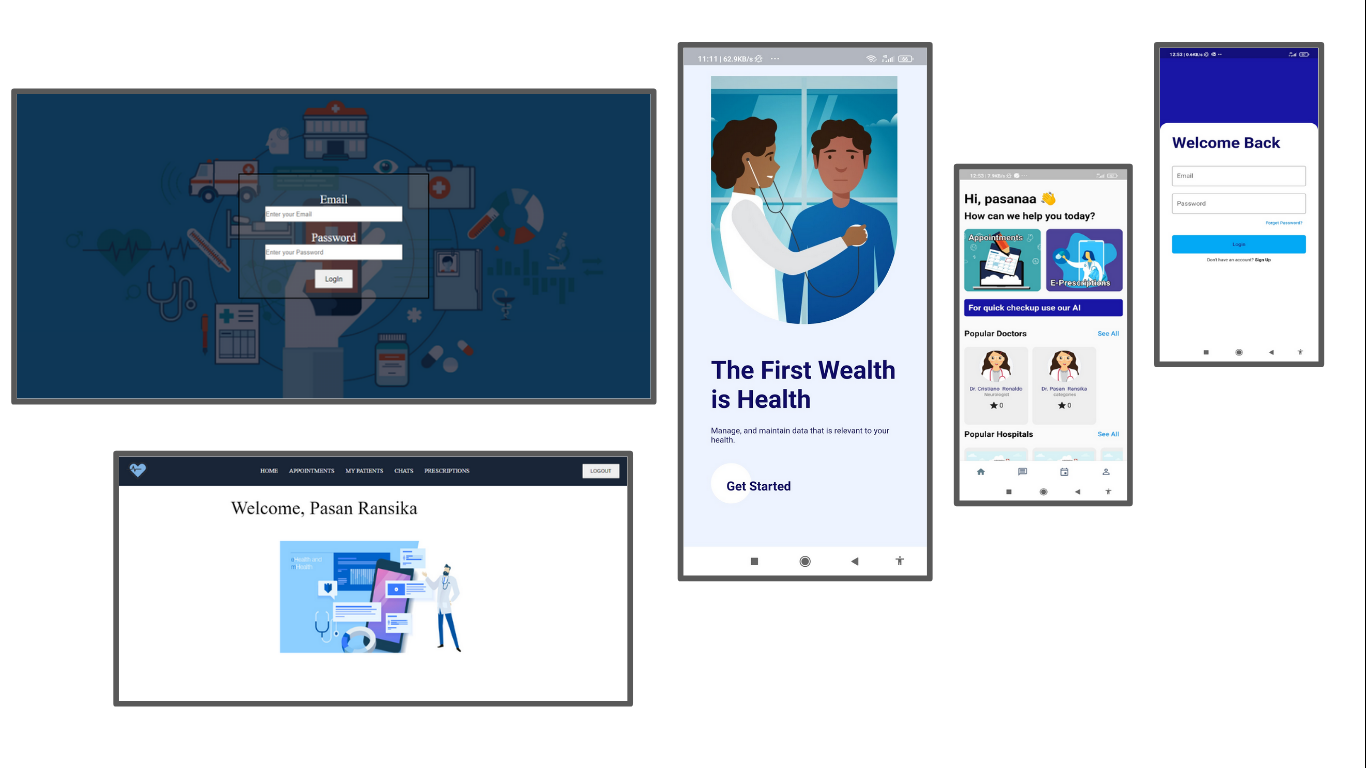 Email
Enter your Email
Password
Enter your Password
Login
HOME APPOINTMENTS MY PATIENTS CHATS PRESCRIPTIONS LOGOUT
Welcome, Pasan Ransika
eHealth and
mHealth
11:11 | 62.9KB/s
The First Wealth
is Health
Manage, and maintain data that is relevant to your
health.
Get Started
Hi, pasanaa 👋
How can we help you today?
Appointments
E-Prescriptions
For quick checkup use our AI
Popular Doctors See All
Dr. Cristiano Ronaldo
Neurologist
★ 0
Dr. Pasan Ransika
categories
★ 0
Popular Hospitals See All
Welcome Back
Email
Password
Forgot Password?
Login
Don't have an account? Sign Up